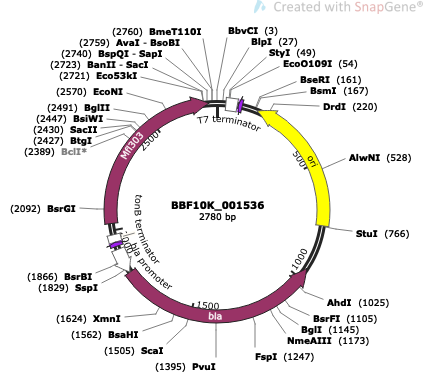 Created with SnapGene®
(2760) BmeT110I
(2759) AvaI - BsoBI
(2740) BspQI - SapI
(2723) BanII - SacI
(2721) Eco53kI
(2570) EcoNI
(2491) BglII
(2447) BsiWI
(2430) SacII
(2427) BtgI
(2389) BclI*
(2092) BsrGI
(1866) BsrBI
(1829) SspI
(1624) XmnI
(1562) BsaHI
(1505) ScaI
(1395) PvuI
BbvCI (3)
BlpI (27)
StyI (49)
EcoO109I (54)
BseRI (161)
BsmI (167)
DrdI (220)
AlwNI (528)
StuI (766)
AhdI (1025)
BsrFI (1105)
BglI (1145)
NmeAIII (1173)
FspI (1247)
T7 terminator
ori
500
1000
1500
2500
Mfl303
tonB terminator
bla promoter
bla
BBF10K_001536
2780 bp